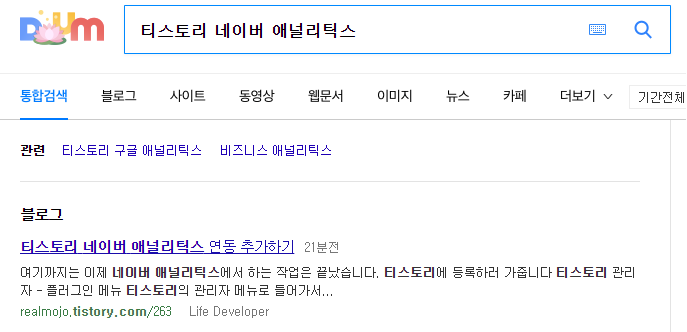 Daum
티스토리 네이버 애널리틱스
통합검색 블로그 사이트 동영상 웹문서 이미지 뉴스 카페 더보기 기간전체
관련 티스토리 구글 애널리틱스 비즈니스 애널리틱스
블로그
티스토리 네이버 애널리틱스 연동 추가하기 21분전
여기까지는 이제 네이버 애널리틱스에서 하는 작업은 끝났습니다. 티스토리에 등록하러 가줍니다 티스토리 관리
자 - 플러그인 메뉴 티스토리의 관리자 메뉴로 들어가서...
realmojo.tistory.com/263 Life Developer